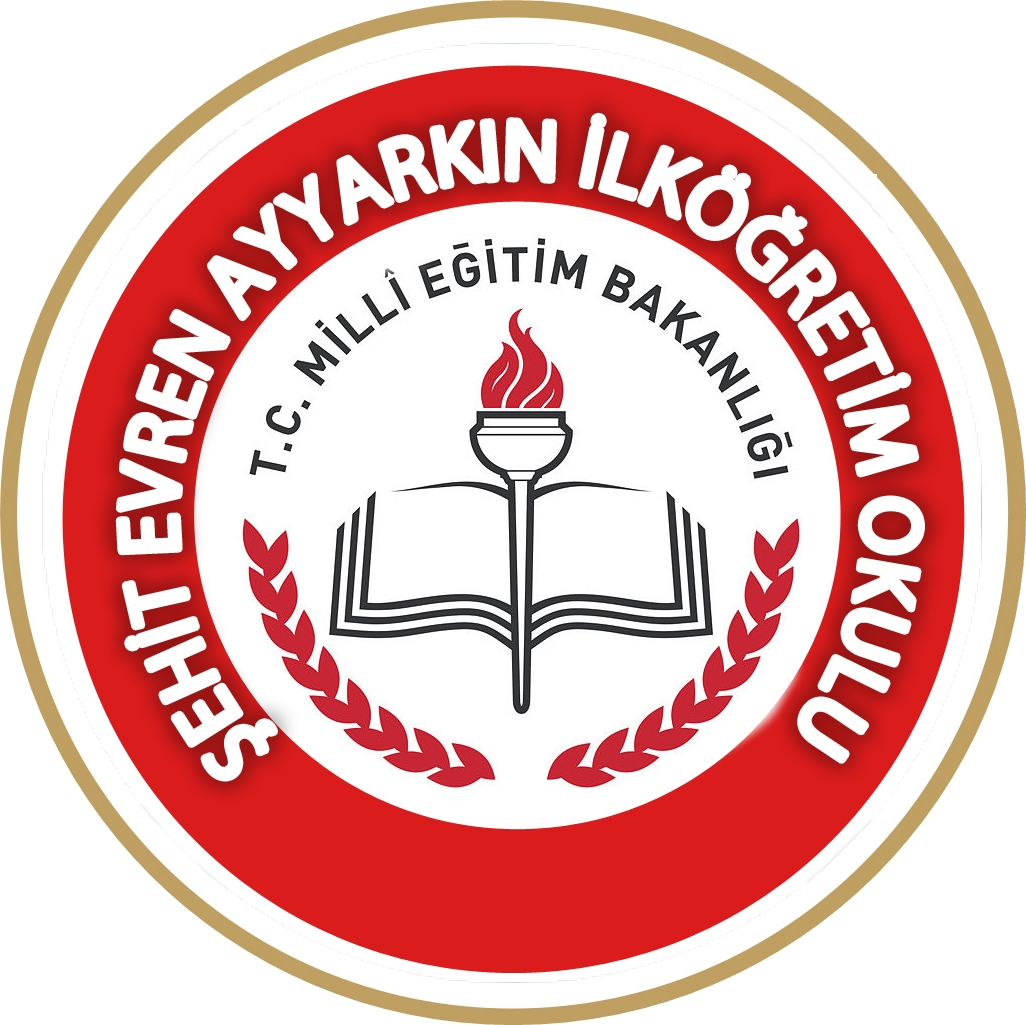 ŞEHİT EVREN AYYARKIN İLKÖĞRETİM OKULU
T.C. MİLLÎ EĞİTİM BAKANLIĞI